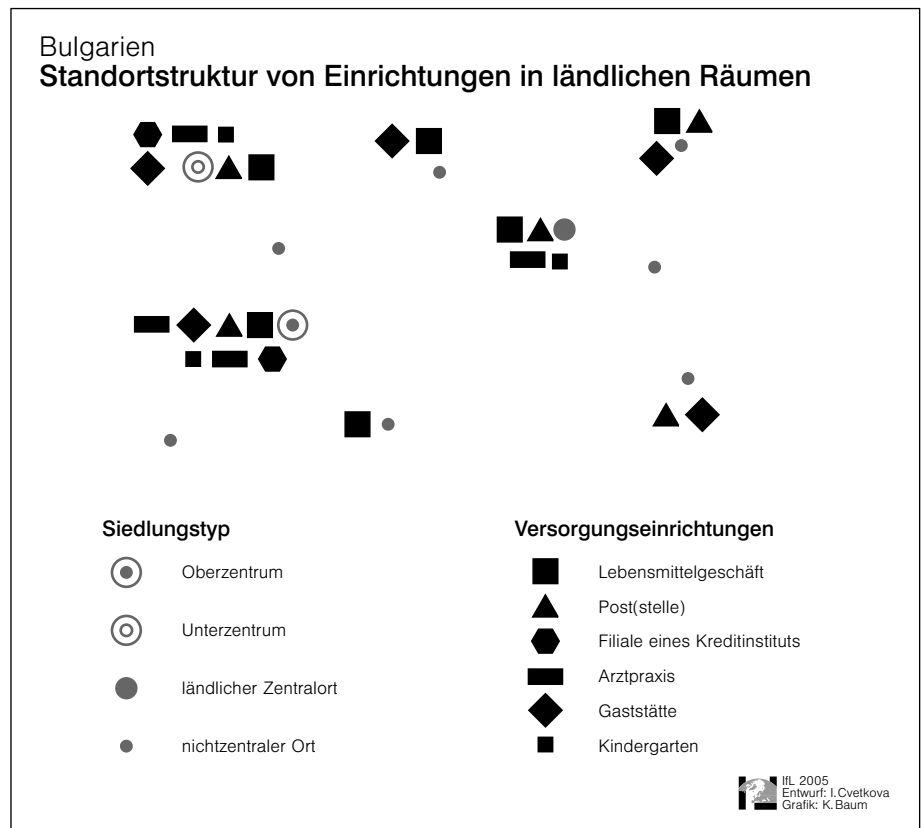 Bulgarien
Standortstruktur von Einrichtungen in ländlichen Räumen
Siedlungstyp
Oberzentrum
Unterzentrum
ländlicher Zentralort
nichtzentraler Ort
Versorgungseinrichtungen
Lebensmittelgeschäft
Post(stelle)
Filiale eines Kreditinstituts
Arztpraxis
Gaststätte
Kindergarten
IfL 2005
Entwurf: I.Cvetkova
Grafik: K.Baum